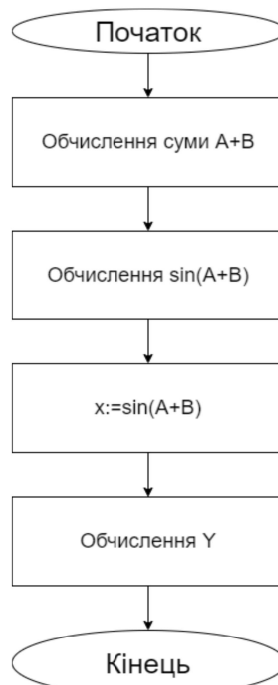 Початок
Обчислення суми А+В
Обчислення sin(A+B)
x:=sin(A+B)
Обчислення Y
Кінець